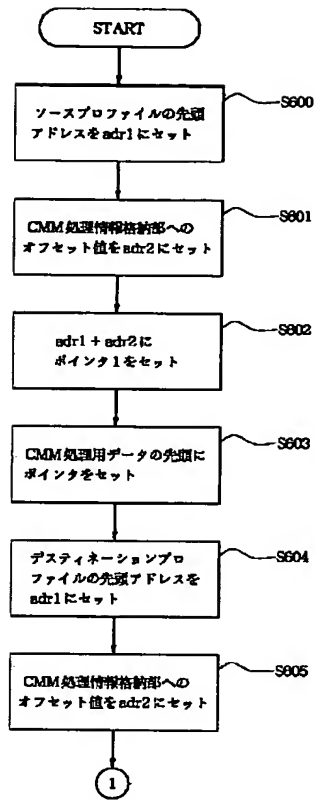 START
ソースプロファイルの先頭
アドレスをadr1にセット
S600
CMM処理情報格納部への
オフセット値をadr2にセット
S601
adr1+adr2に
ポインタ1をセット
S602
CMM処理用データの先頭に
ポインタをセット
S603
デスティネーションプロ
ファイルの先頭アドレスを
adr1にセット
S604
CMM処理情報格納部への
オフセット値をadr2にセット
S605
1